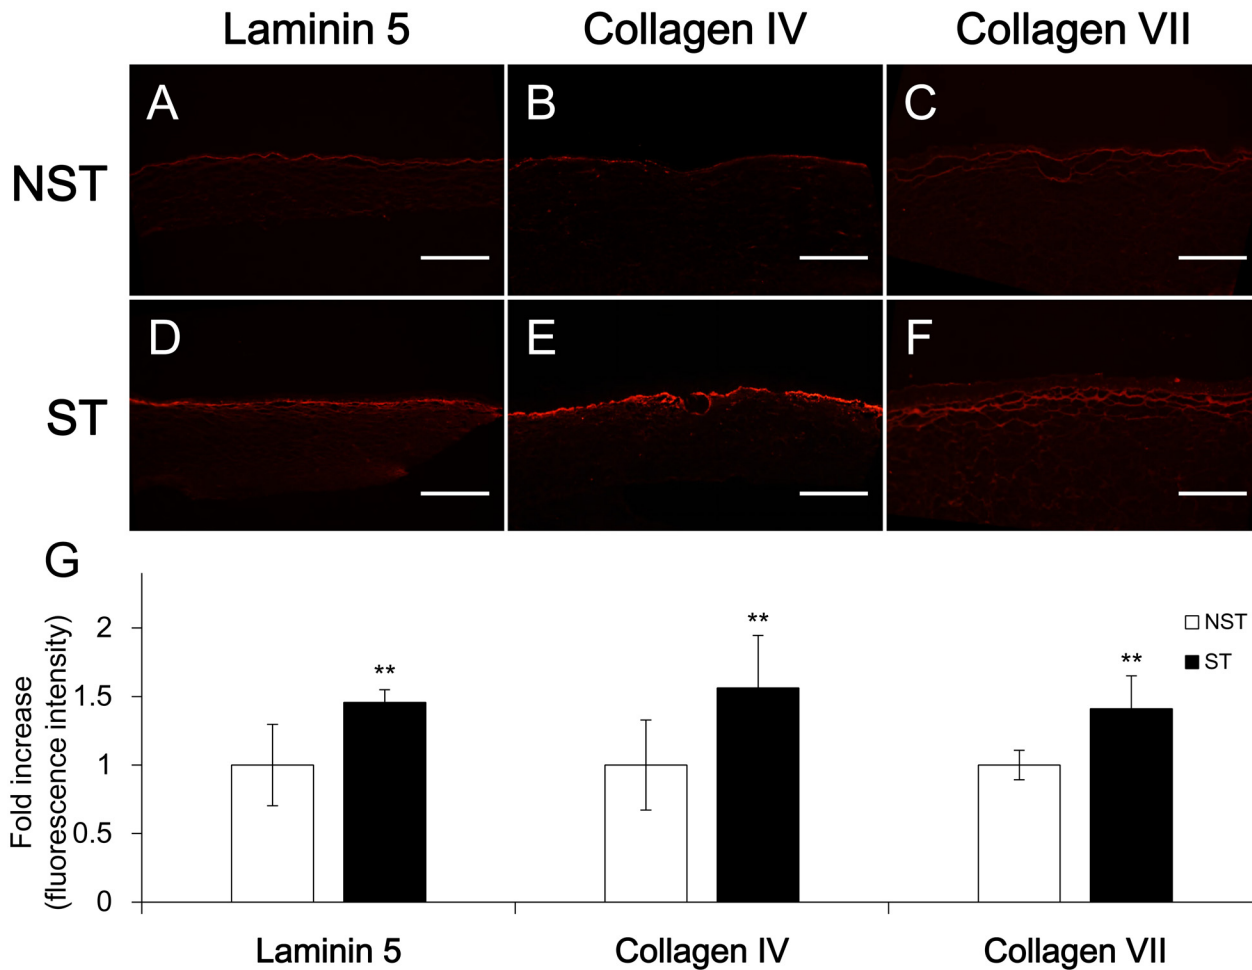 Laminin 5 Collagen IV Collagen VII
A B C
NST
D E F
ST
G
Fold increase
(fluorescence intensity)
2
1.5
1
0.5
0
** ** **
NST
ST
Laminin 5 Collagen IV Collagen VII